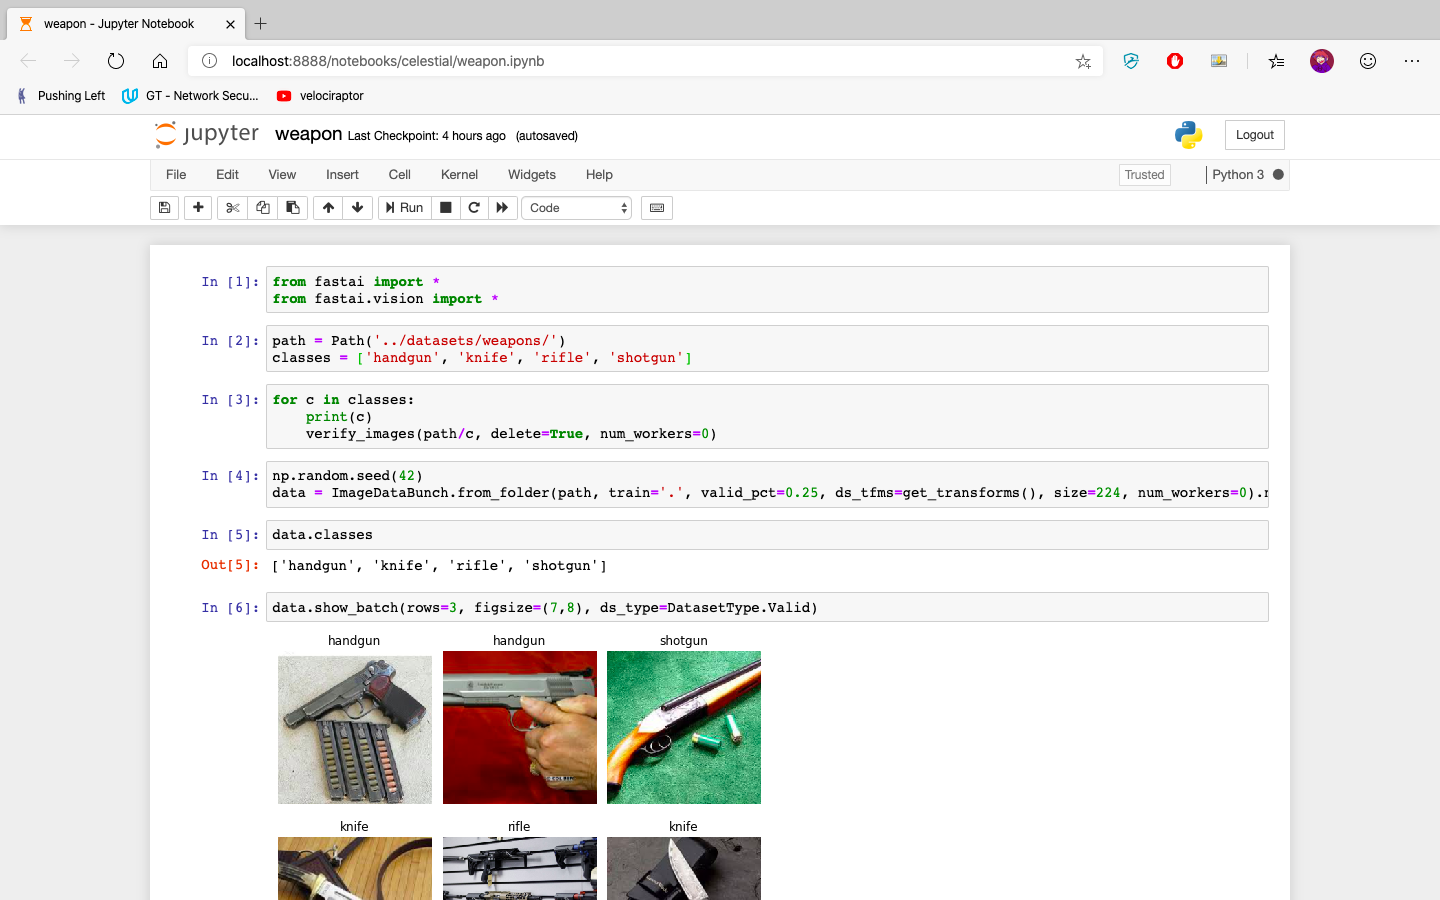 weapon - Jupyter Notebook
localhost:8888/notebooks/celestial/weapon.ipynb
Pushing Left
GT - Network Secu...
velociraptor
jupyter weapon Last Checkpoint: 4 hours ago (autosaved)
Logout
File Edit View Insert Cell Kernel Widgets Help
Trusted
Python 3
Run
Code
In [1]: from fastai import *
from fastai.vision import *
In [2]: path = Path('../datasets/weapons/')
classes = ['handgun', 'knife', 'rifle', 'shotgun']
In [3]: for c in classes:
print(c)
verify_images(path/c, delete=True, num_workers=0)
In [4]: np.random.seed(42)
data = ImageDataBunch.from_folder(path, train='.', valid_pct=0.25, ds_tfms=get_transforms(), size=224, num_workers=0).
In [5]: data.classes
Out[5]: ['handgun', 'knife', 'rifle', 'shotgun']
In [6]: data.show_batch(rows=3, figsize=(7,8), ds_type=DatasetType.Valid)
handgun handgun shotgun
knife rifle knife